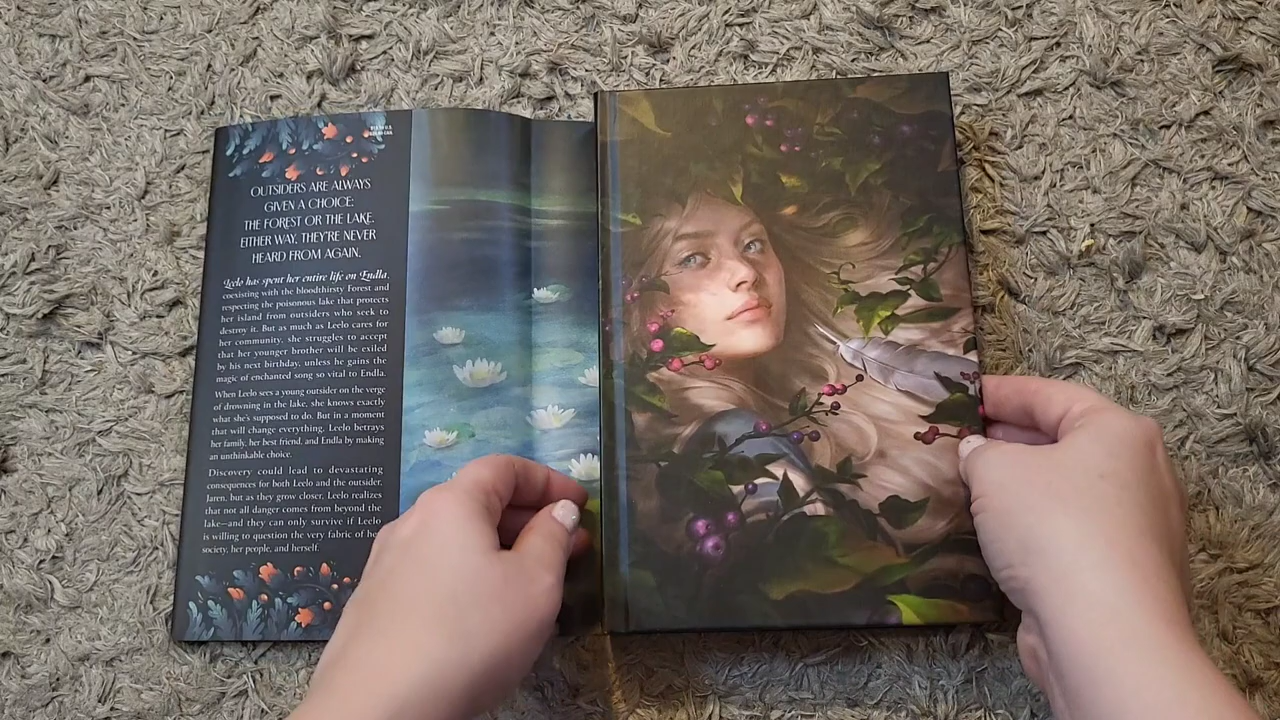 OUTSIDERS ARE ALWAYS
GIVEN A CHOICE:
THE FOREST OR THE LAKE.
EITHER WAY, THEY'RE NEVER
HEARD FROM AGAIN.
Leelo has spent her entire life on Endla,
coexisting with the bloodthirsty Forest and
respecting the poisonous lake that protects
her island from outsiders who seek to
destroy it. But as much as Leelo cares for
her community, she struggles to accept
that her younger brother will be exiled
by his next birthday, unless he gains the
magic of enchanted song so vital to Endla.
When Leelo sees a young outsider on the verge
of drowning in the lake, she knows exactly
what she's supposed to do. But in a moment
that will change everything, Leelo betrays
her family, her best friend, and Endla by making
an unthinkable choice.
Discovery could lead to devastating
consequences for both Leelo and the outsider,
Jaren, but as they grow closer, Leelo realizes
that not all danger comes from beyond the
lake—and they can only survive if Leelo
is willing to question the very fabric of her
society, her people, and herself.